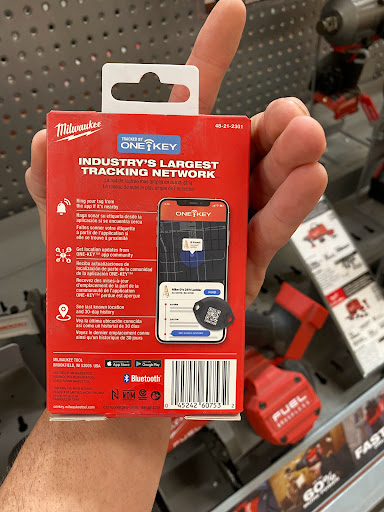 Milwaukee
48-21-2301
TRACKED BY
ONE KEY
INDUSTRY'S LARGEST
TRACKING NETWORK
Ring your tag from
the app if it's nearby
Haga sonar su etiqueta desde la
aplicación si se encuentra cerca
Faites sonner votre étiquette
à partir de l'application si
elle se trouve à proximité
Get location updates from
ONE-KEY™ app community
Reciba actualizaciones de
localización de parte de la comunidad
de la aplicación ONE-KEY™
Recevez des mises-à-jour
d'emplacement de la part de la
communauté de l'application
ONE-KEY™
See last known location
and 30-day history
Vea la última ubicación conocida
así como un historial de 30 días
Voyez le dernier emplacement connu
ainsi qu'un historique de 30 jours
ONE KEY
MILWAUKEE TOOL
BROOKFIELD, WI 53005 USA
App Store
Google Play
Bluetooth
0 45242 60753 2
FUEL
60%
FAST